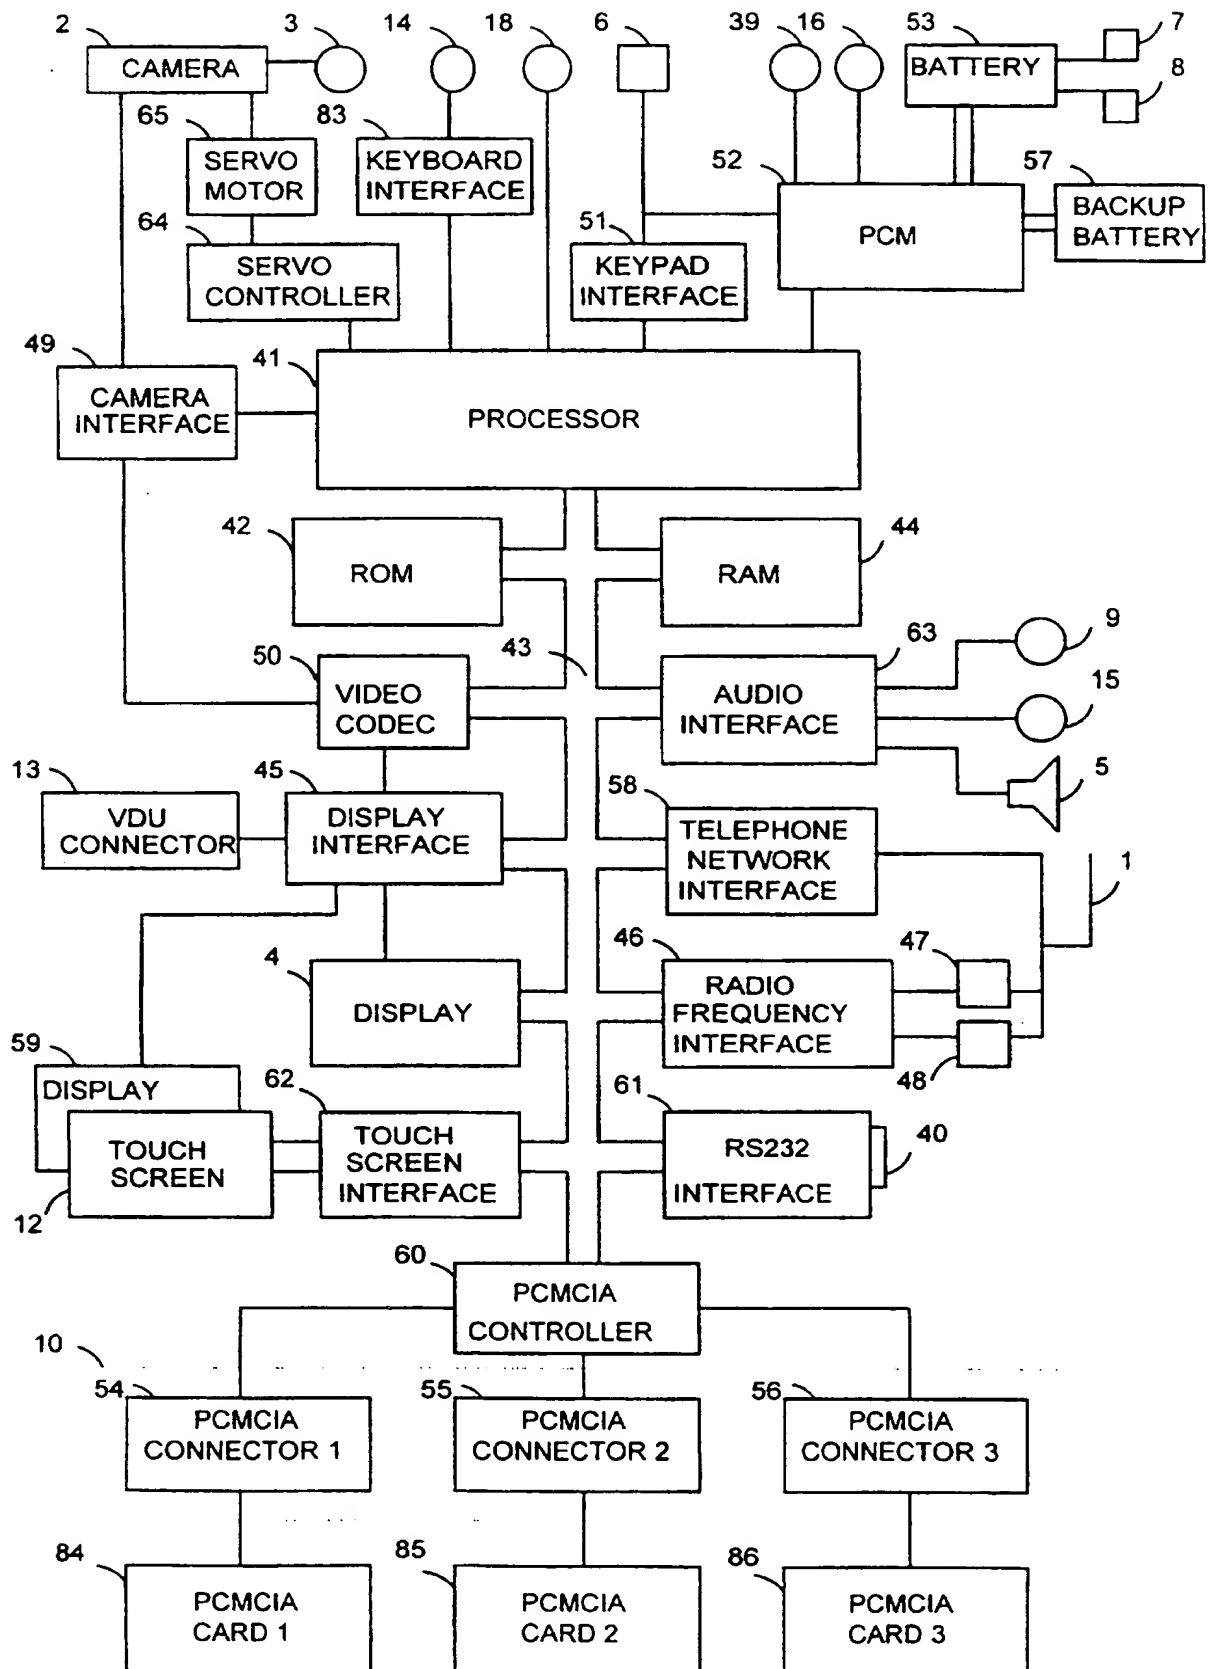 2 3 14 18 6 39 16 53 7
CAMERA
BATTERY
8
65 83
SERVO
MOTOR
KEYBOARD
INTERFACE
52 57
PCM
BACKUP
BATTERY
64 51
SERVO
CONTROLLER
KEYPAD
INTERFACE
49 41
CAMERA
INTERFACE
PROCESSOR
42 44
ROM RAM
50 43 63 9
VIDEO
CODEC
AUDIO
INTERFACE
15
13 45 58 5
VDU
CONNECTOR
DISPLAY
INTERFACE
TELEPHONE
NETWORK
INTERFACE
1
4 46 47
DISPLAY
RADIO
FREQUENCY
INTERFACE
48
59 62 61
DISPLAY
TOUCH
SCREEN
12
TOUCH
SCREEN
INTERFACE
RS232
INTERFACE
40
60
PCMCIA
CONTROLLER
10
54 55 56
PCMCIA
CONNECTOR 1
PCMCIA
CONNECTOR 2
PCMCIA
CONNECTOR 3
84 85 86
PCMCIA
CARD 1
PCMCIA
CARD 2
PCMCIA
CARD 3